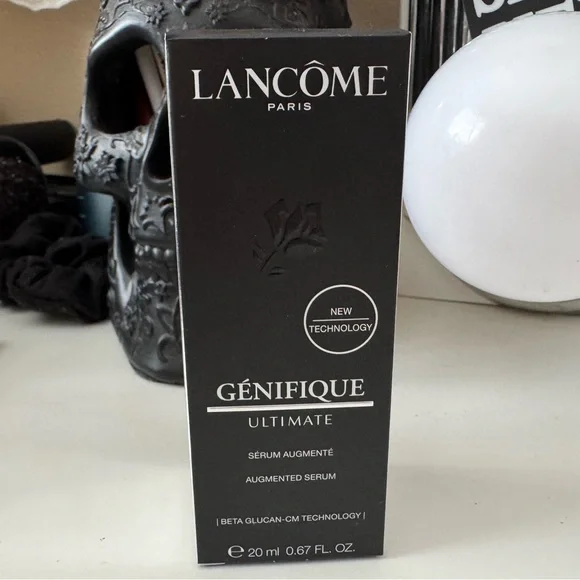 LANCÔME
PARIS
NEW
TECHNOLOGY
GÉNIFIQUE
ULTIMATE
SÉRUM AUGMENTÉ
AUGMENTED SERUM
| BETA GLUCAN-CM TECHNOLOGY |
℮ 20 ml 0.67 FL. OZ.